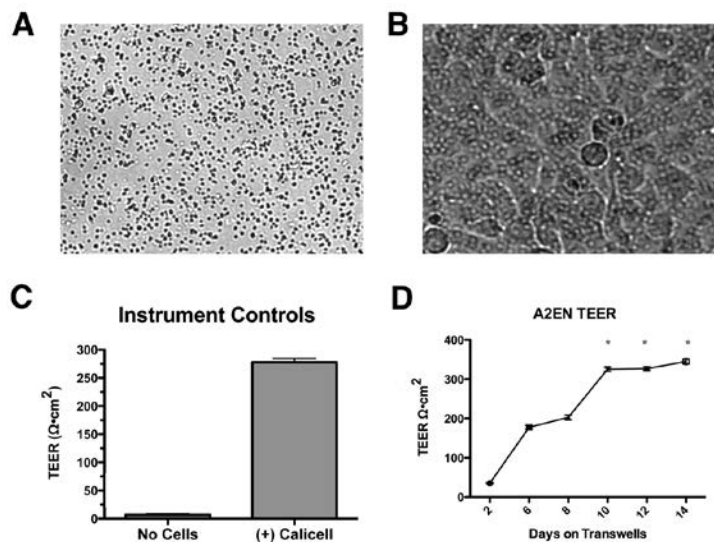 A
B
C
Instrument Controls
TEER (Ω•cm2)
300
250
200
150
100
50
0
No Cells
(+) Calicell
D
A2EN TEER
TEER Ω•cm2
400
300
200
100
0
* * *
2 6 8 10 12 14
Days on Transwells